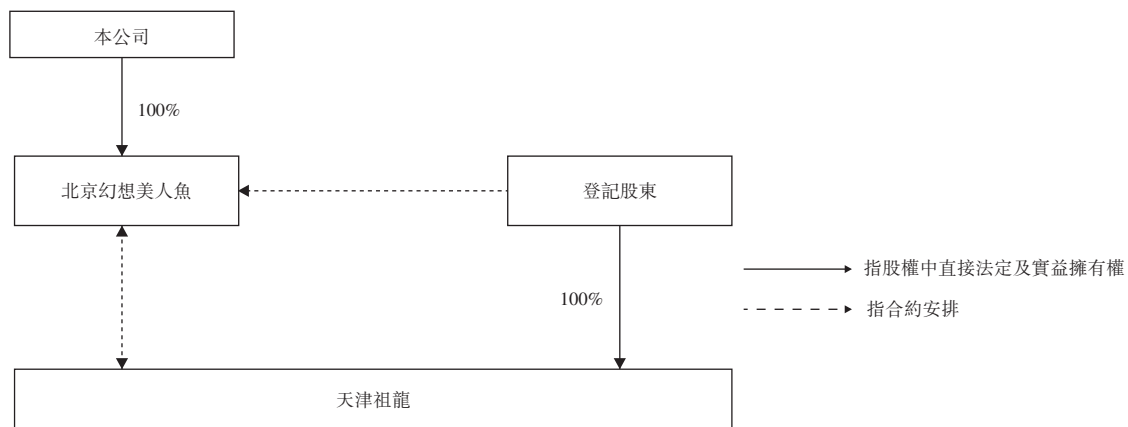 本公司
100%
北京幻想美人魚
登記股東
100%
指股權中直接法定及實益擁有權
指合約安排
天津祖龍